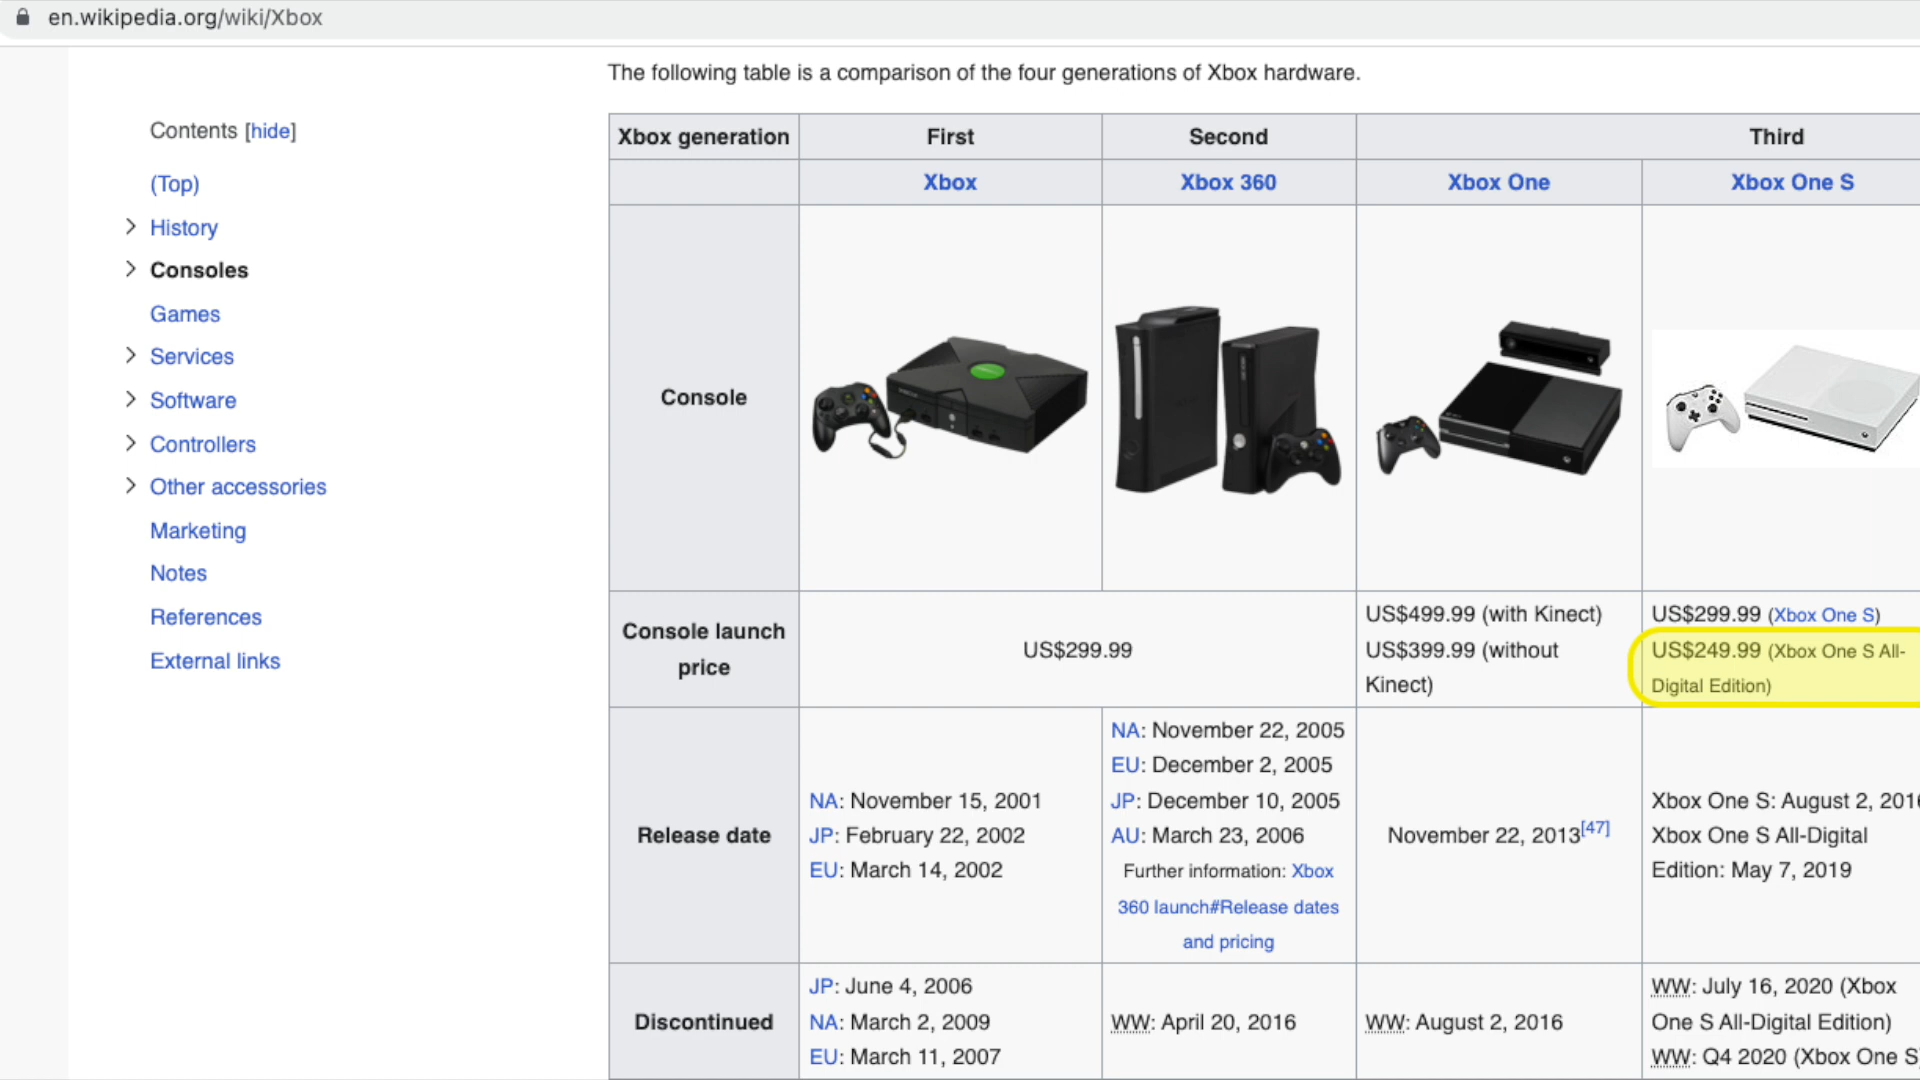 en.wikipedia.org/wiki/Xbox
The following table is a comparison of the four generations of Xbox hardware.
Contents [hide]
(Top)
History
Consoles
Games
Services
Software
Controllers
Other accessories
Marketing
Notes
References
External links
Xbox generation First Second Third
Xbox Xbox 360 Xbox One Xbox One S
Console
Console launch price
US$299.99
US$499.99 (with Kinect)
US$399.99 (without
Kinect)
US$299.99 (Xbox One S)
US$249.99 (Xbox One S All-
Digital Edition)
Release date
NA: November 15, 2001
JP: February 22, 2002
EU: March 14, 2002
NA: November 22, 2005
EU: December 2, 2005
JP: December 10, 2005
AU: March 23, 2006
Further information: Xbox
360 launch#Release dates
and pricing
November 22, 2013[47]
Xbox One S: August 2, 2016
Xbox One S All-Digital
Edition: May 7, 2019
Discontinued
JP: June 4, 2006
NA: March 2, 2009
EU: March 11, 2007
WW: April 20, 2016
WW: August 2, 2016
WW: July 16, 2020 (Xbox
One S All-Digital Edition)
WW: Q4 2020 (Xbox One S)